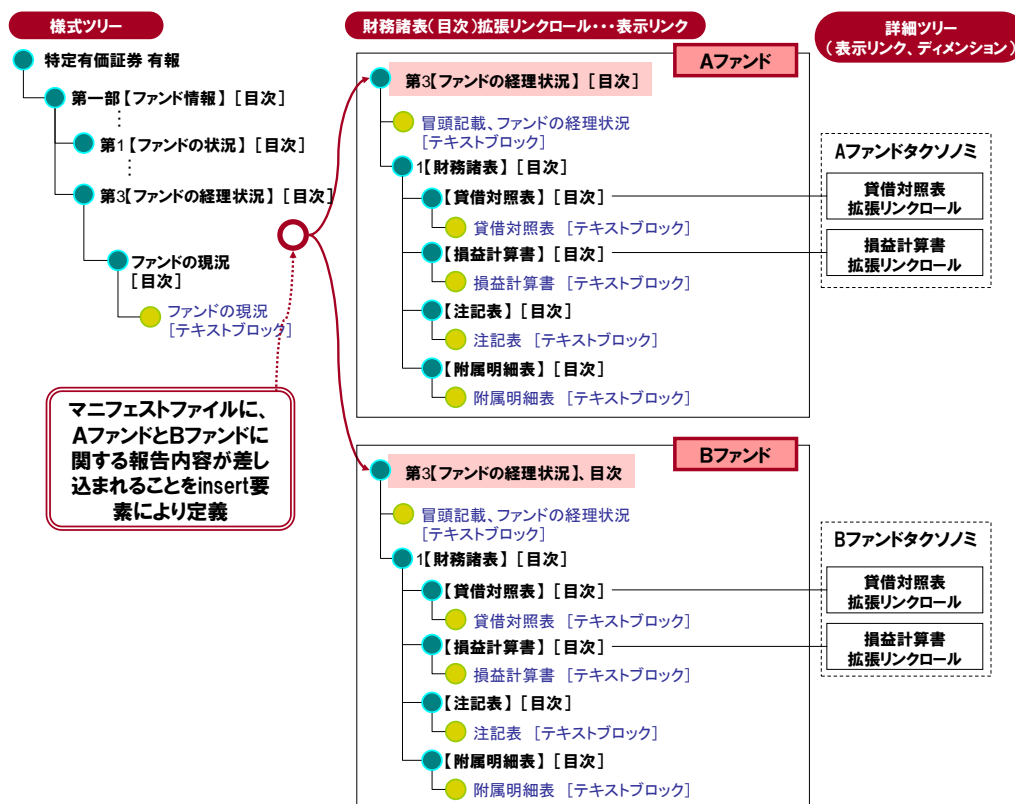 様式ツリー
特定有価証券 有報
第一部【ファンド情報】 [目次]
第1【ファンドの状況】 [目次]
第3【ファンドの経理状況】 [目次]
ファンドの現況
[目次]
ファンドの現況
[テキストブロック]
マニフェストファイルに、
AファンドとBファンドに
関する報告内容が差し
込まれることをinsert要
素により定義
財務諸表(目次)拡張リンクロール・・・表示リンク
Aファンド
第3【ファンドの経理状況】 [目次]
冒頭記載、ファンドの経理状況
[テキストブロック]
1【財務諸表】 [目次]
【貸借対照表】 [目次]
貸借対照表 [テキストブロック]
【損益計算書】 [目次]
損益計算書 [テキストブロック]
【注記表】 [目次]
注記表 [テキストブロック]
【附属明細表】 [目次]
附属明細表 [テキストブロック]
Bファンド
第3【ファンドの経理状況】、目次
冒頭記載、ファンドの経理状況
[テキストブロック]
1【財務諸表】 [目次]
【貸借対照表】 [目次]
貸借対照表 [テキストブロック]
【損益計算書】 [目次]
損益計算書 [テキストブロック]
【注記表】 [目次]
注記表 [テキストブロック]
【附属明細表】 [目次]
附属明細表 [テキストブロック]
詳細ツリー
(表示リンク、ディメンション)
Aファンドタクソノミ
貸借対照表
拡張リンクロール
損益計算書
拡張リンクロール
Bファンドタクソノミ
貸借対照表
拡張リンクロール
損益計算書
拡張リンクロール